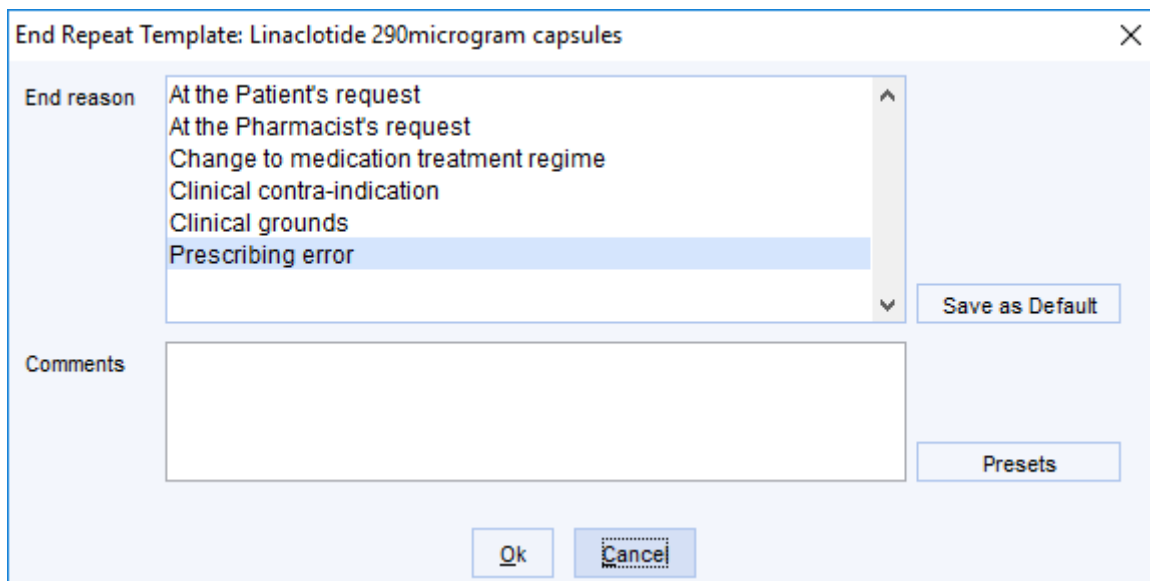 End Repeat Template: Linaclotide 290microgram capsules
End reason
At the Patient's request
At the Pharmacist's request
Change to medication treatment regime
Clinical contra-indication
Clinical grounds
Prescribing error
Save as Default
Comments
Presets
Ok
Cancel